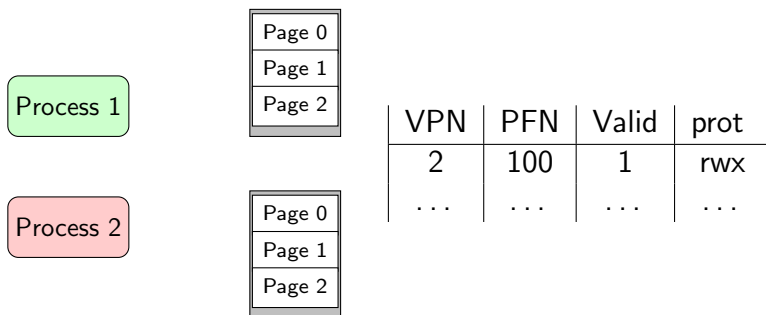 Process 1
Process 2
Page 0
Page 1
Page 2
Page 0
Page 1
Page 2
VPN PFN Valid prot
2 100 1 rwx
. . . . . . . . . . . .